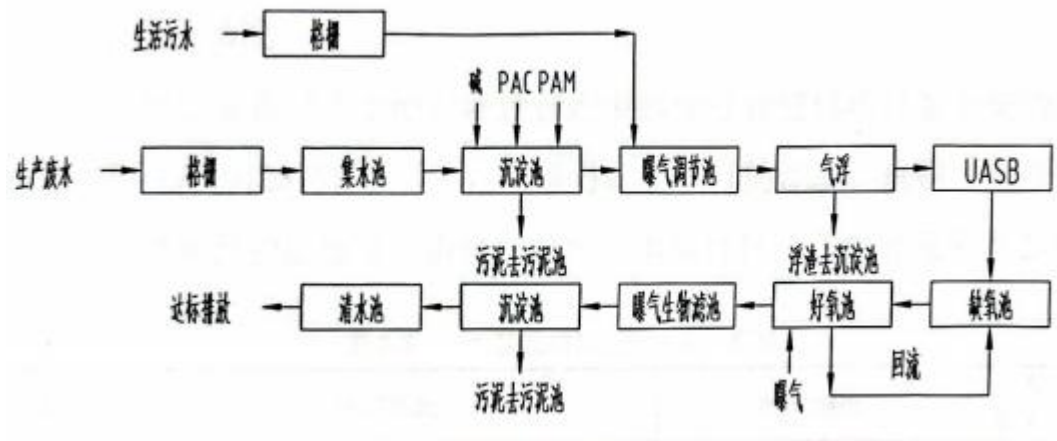 生活污水 格栅
碱 PAC PAM
生产废水 格栅 集水池 沉淀池 曝气调节池 气浮 UASB
污泥去污泥池 浮渣去沉淀池
达标排放 清水池 沉淀池 曝气生物滤池 好氧池 缺氧池
回流
污泥去污泥池 曝气